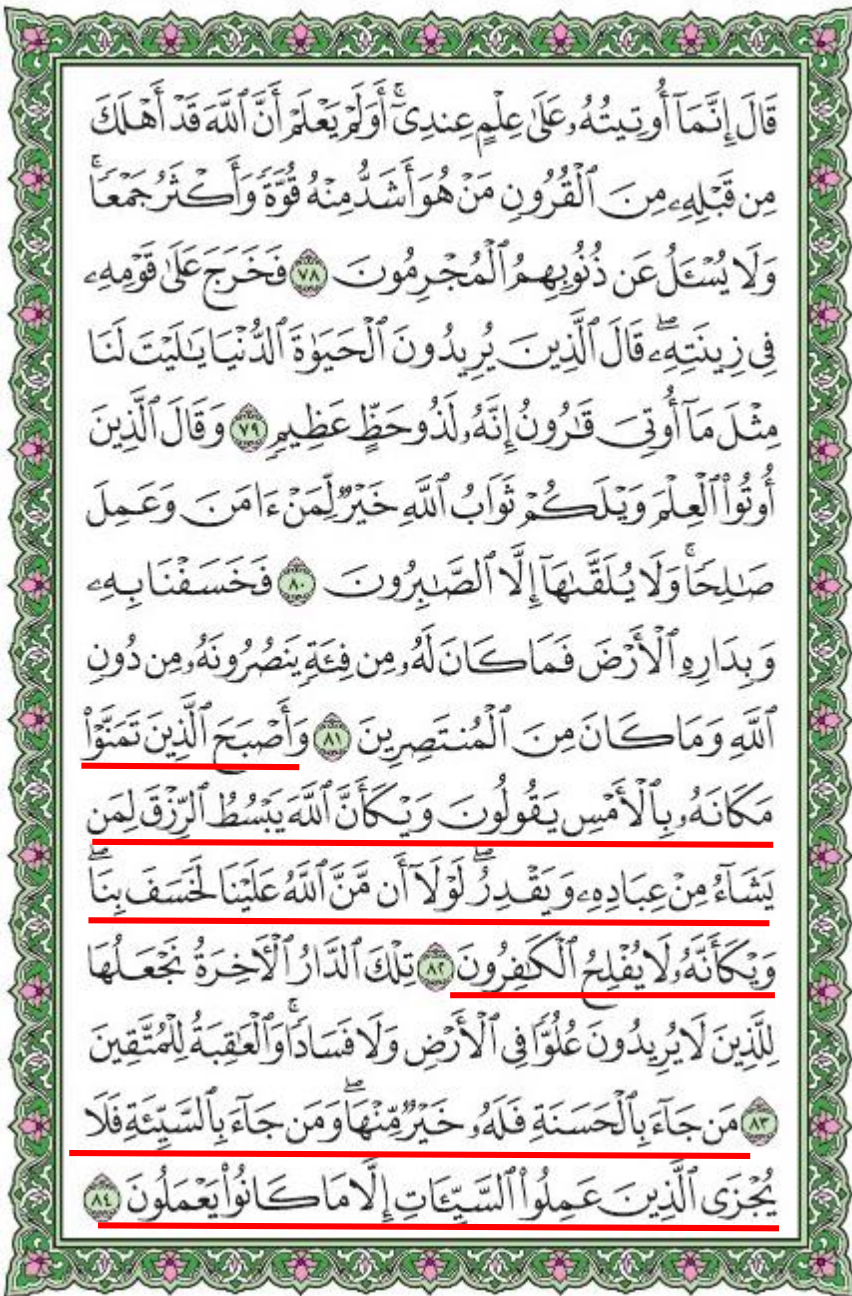 قَالَ إِنَّمَآ أُوتِيتُهُۥ عَلَىٰ عِلْمٍ عِندِىٓ ۚ أَوَلَمْ يَعْلَمْ أَنَّ ٱللَّهَ قَدْ أَهْلَكَ
مِن قَبْلِهِۦ مِنَ ٱلْقُرُونِ مَنْ هُوَ أَشَدُّ مِنْهُ قُوَّةً وَأَكْثَرُ جَمْعًا ۚ
وَلَا يُسْـَٔلُ عَن ذُنُوبِهِمُ ٱلْمُجْرِمُونَ ٧٨ فَخَرَجَ عَلَىٰ قَوْمِهِۦ
فِى زِينَتِهِۦ ۖ قَالَ ٱلَّذِينَ يُرِيدُونَ ٱلْحَيَوٰةَ ٱلدُّنْيَا يَـٰلَيْتَ لَنَا
مِثْلَ مَآ أُوتِىَ قَـٰرُونُ إِنَّهُۥ لَذُو حَظٍّ عَظِيمٍ ٧٩ وَقَالَ ٱلَّذِينَ
أُوتُوا۟ ٱلْعِلْمَ وَيْلَكُمْ ثَوَابُ ٱللَّهِ خَيْرٌ لِّمَنْ ءَامَنَ وَعَمِلَ
صَـٰلِحًا ۚ وَلَا يُلَقَّىٰهَآ إِلَّا ٱلصَّـٰبِرُونَ ٨٠ فَخَسَفْنَا بِهِۦ
وَبِدَارِهِ ٱلْأَرْضَ فَمَا كَانَ لَهُۥ مِن فِئَةٍ يَنصُرُونَهُۥ مِن دُونِ
ٱللَّهِ وَمَا كَانَ مِنَ ٱلْمُنتَصِرِينَ ٨١ وَأَصْبَحَ ٱلَّذِينَ تَمَنَّوْا۟
مَكَانَهُۥ بِٱلْأَمْسِ يَقُولُونَ وَيْكَأَنَّ ٱللَّهَ يَبْسُطُ ٱلرِّزْقَ لِمَن
يَشَآءُ مِنْ عِبَادِهِۦ وَيَقْدِرُ ۖ لَوْلَآ أَن مَّنَّ ٱللَّهُ عَلَيْنَا لَخَسَفَ بِنَا ۖ
وَيْكَأَنَّهُۥ لَا يُفْلِحُ ٱلْكَـٰفِرُونَ ٨٢ تِلْكَ ٱلدَّارُ ٱلْـَٔاخِرَةُ نَجْعَلُهَا
لِلَّذِينَ لَا يُرِيدُونَ عُلُوًّا فِى ٱلْأَرْضِ وَلَا فَسَادًا ۚ وَٱلْعَـٰقِبَةُ لِلْمُتَّقِينَ
٨٣ مَن جَآءَ بِٱلْحَسَنَةِ فَلَهُۥ خَيْرٌ مِّنْهَا ۖ وَمَن جَآءَ بِٱلسَّيِّئَةِ فَلَا
يُجْزَى ٱلَّذِينَ عَمِلُوا۟ ٱلسَّيِّـَٔاتِ إِلَّا مَا كَانُوا۟ يَعْمَلُونَ ٨٤